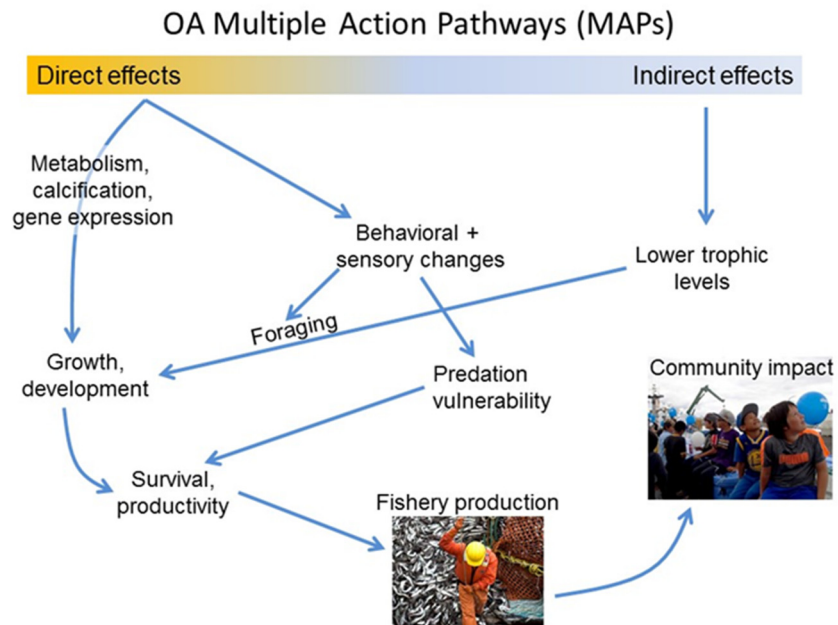 OA Multiple Action Pathways (MAPs)
Direct effects
Indirect effects
Metabolism,
calcification,
gene expression
Behavioral +
sensory changes
Lower trophic
levels
Foraging
Growth,
development
Predation
vulnerability
Community impact
Survival,
productivity
Fishery production